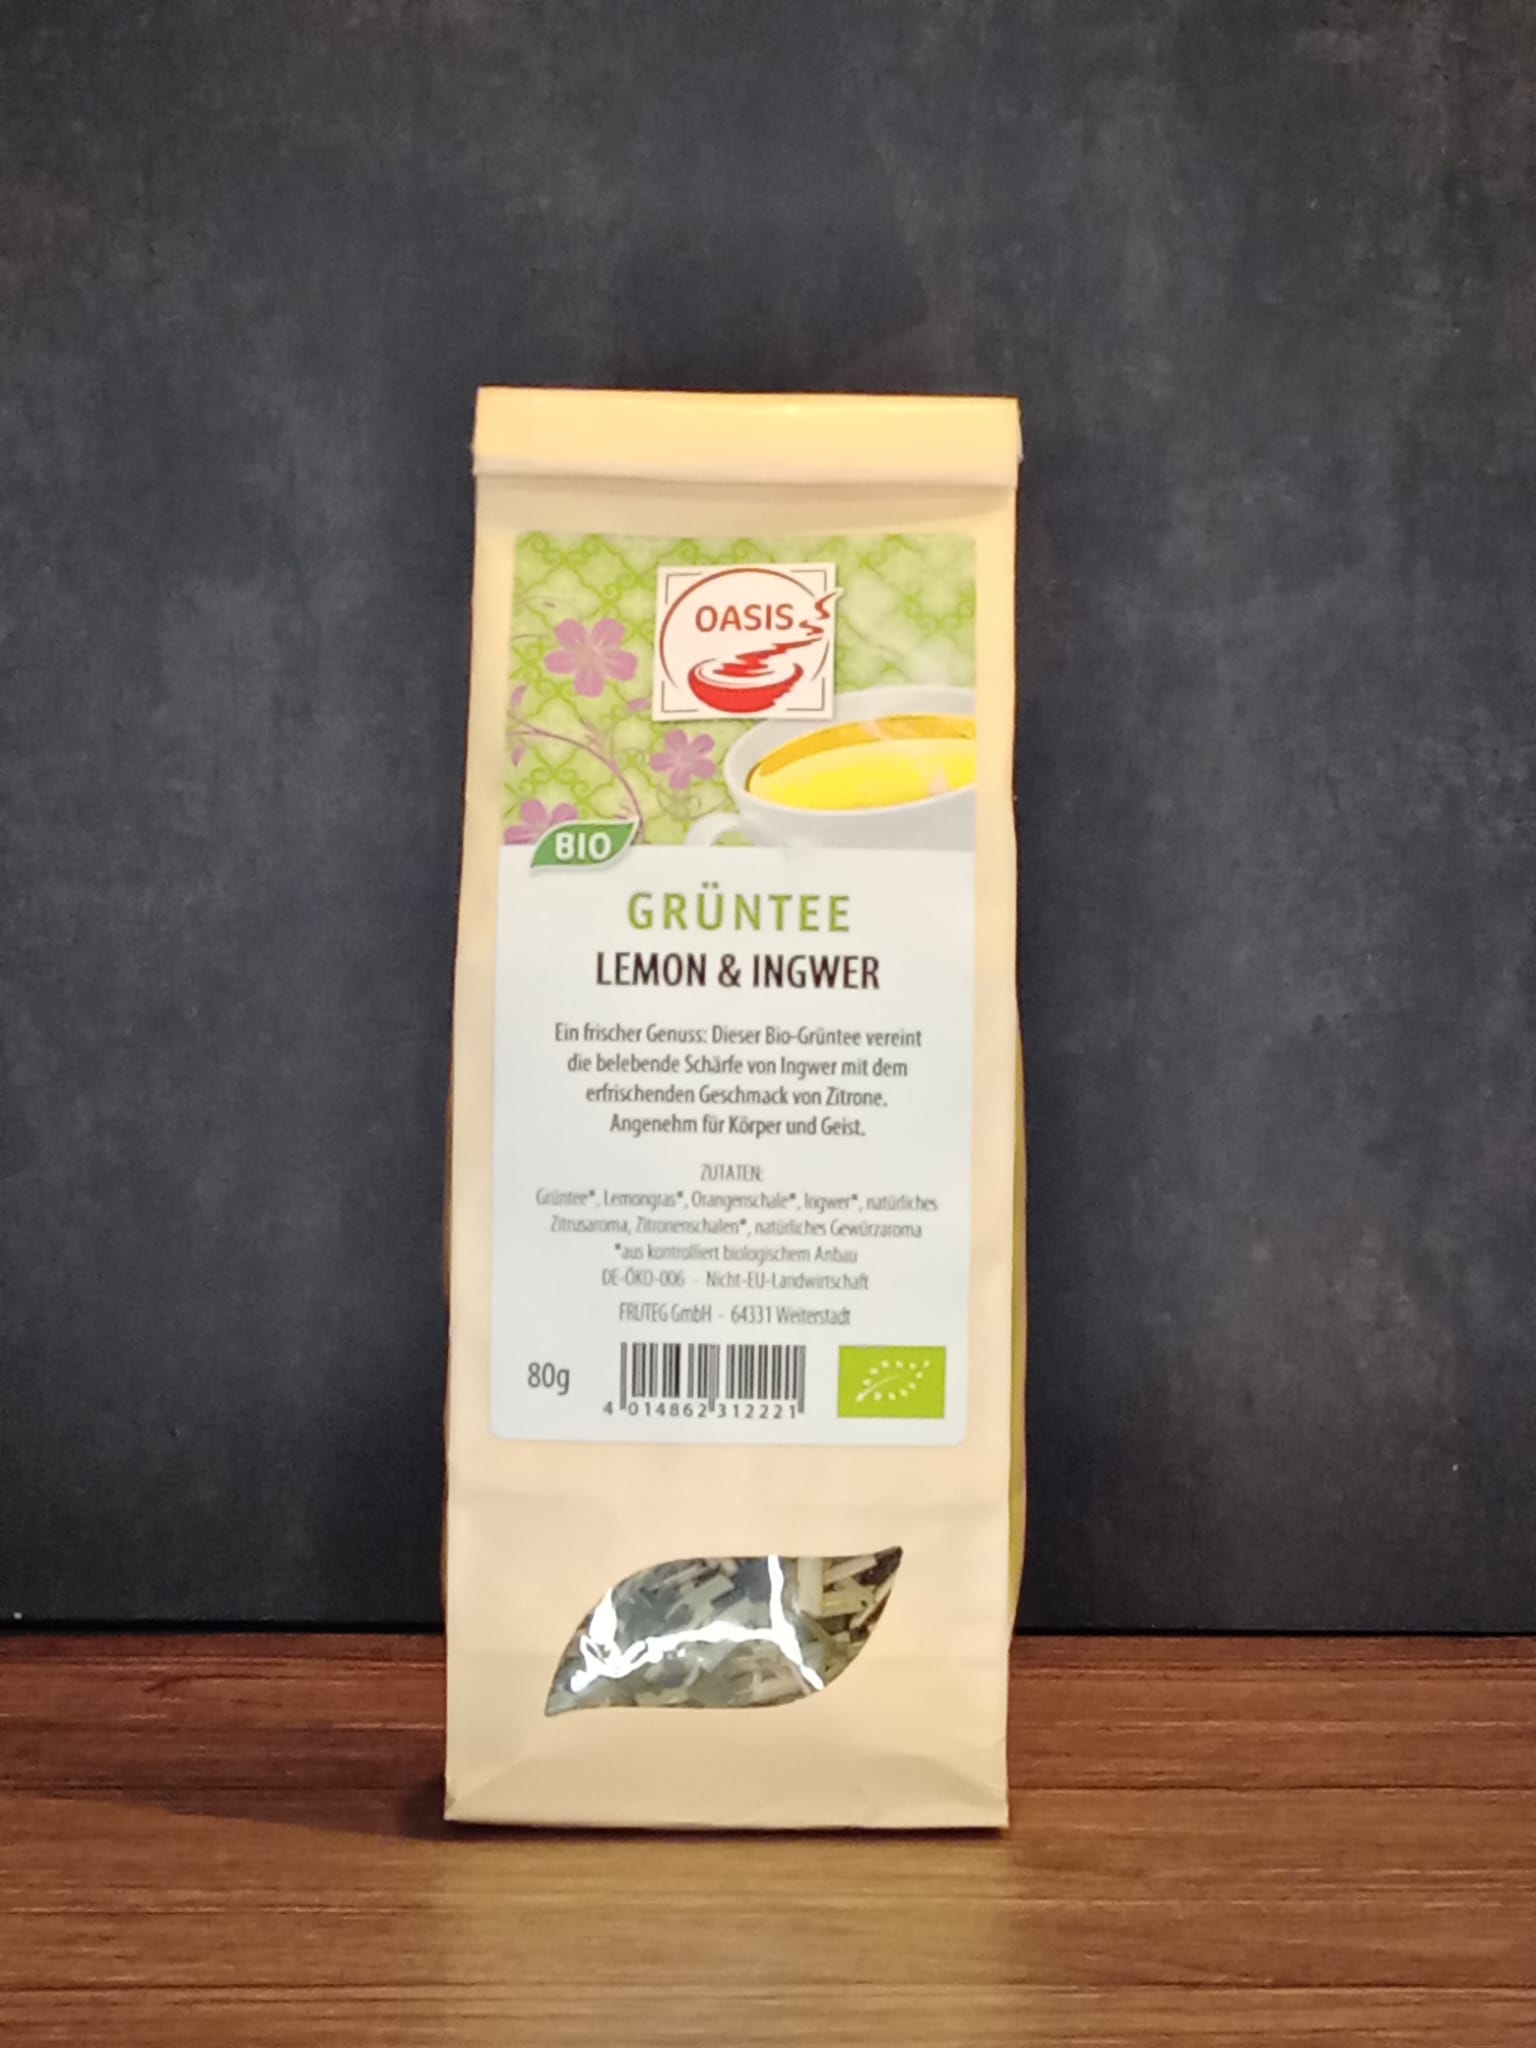 OASIS
BIO
GRÜNTEE
LEMON & INGWER
Ein frischer Genuss: Dieser Bio-Grüntee vereint
die belebende Schärfe von Ingwer mit dem
erfrischenden Geschmack von Zitrone.
Angenehm für Körper und Geist.
ZUTATEN:
Grüntee*, Lemongras*, Orangenschale*, Ingwer*, natürliches
Zitrusaroma, Zitronenschalen*, natürliches Gewürzaroma
*aus kontrolliert biologischem Anbau
DE-ÖKO-006 - Nicht-EU-Landwirtschaft
FRUTEG GmbH - 64331 Weiterstadt
80g
4 014862 312221